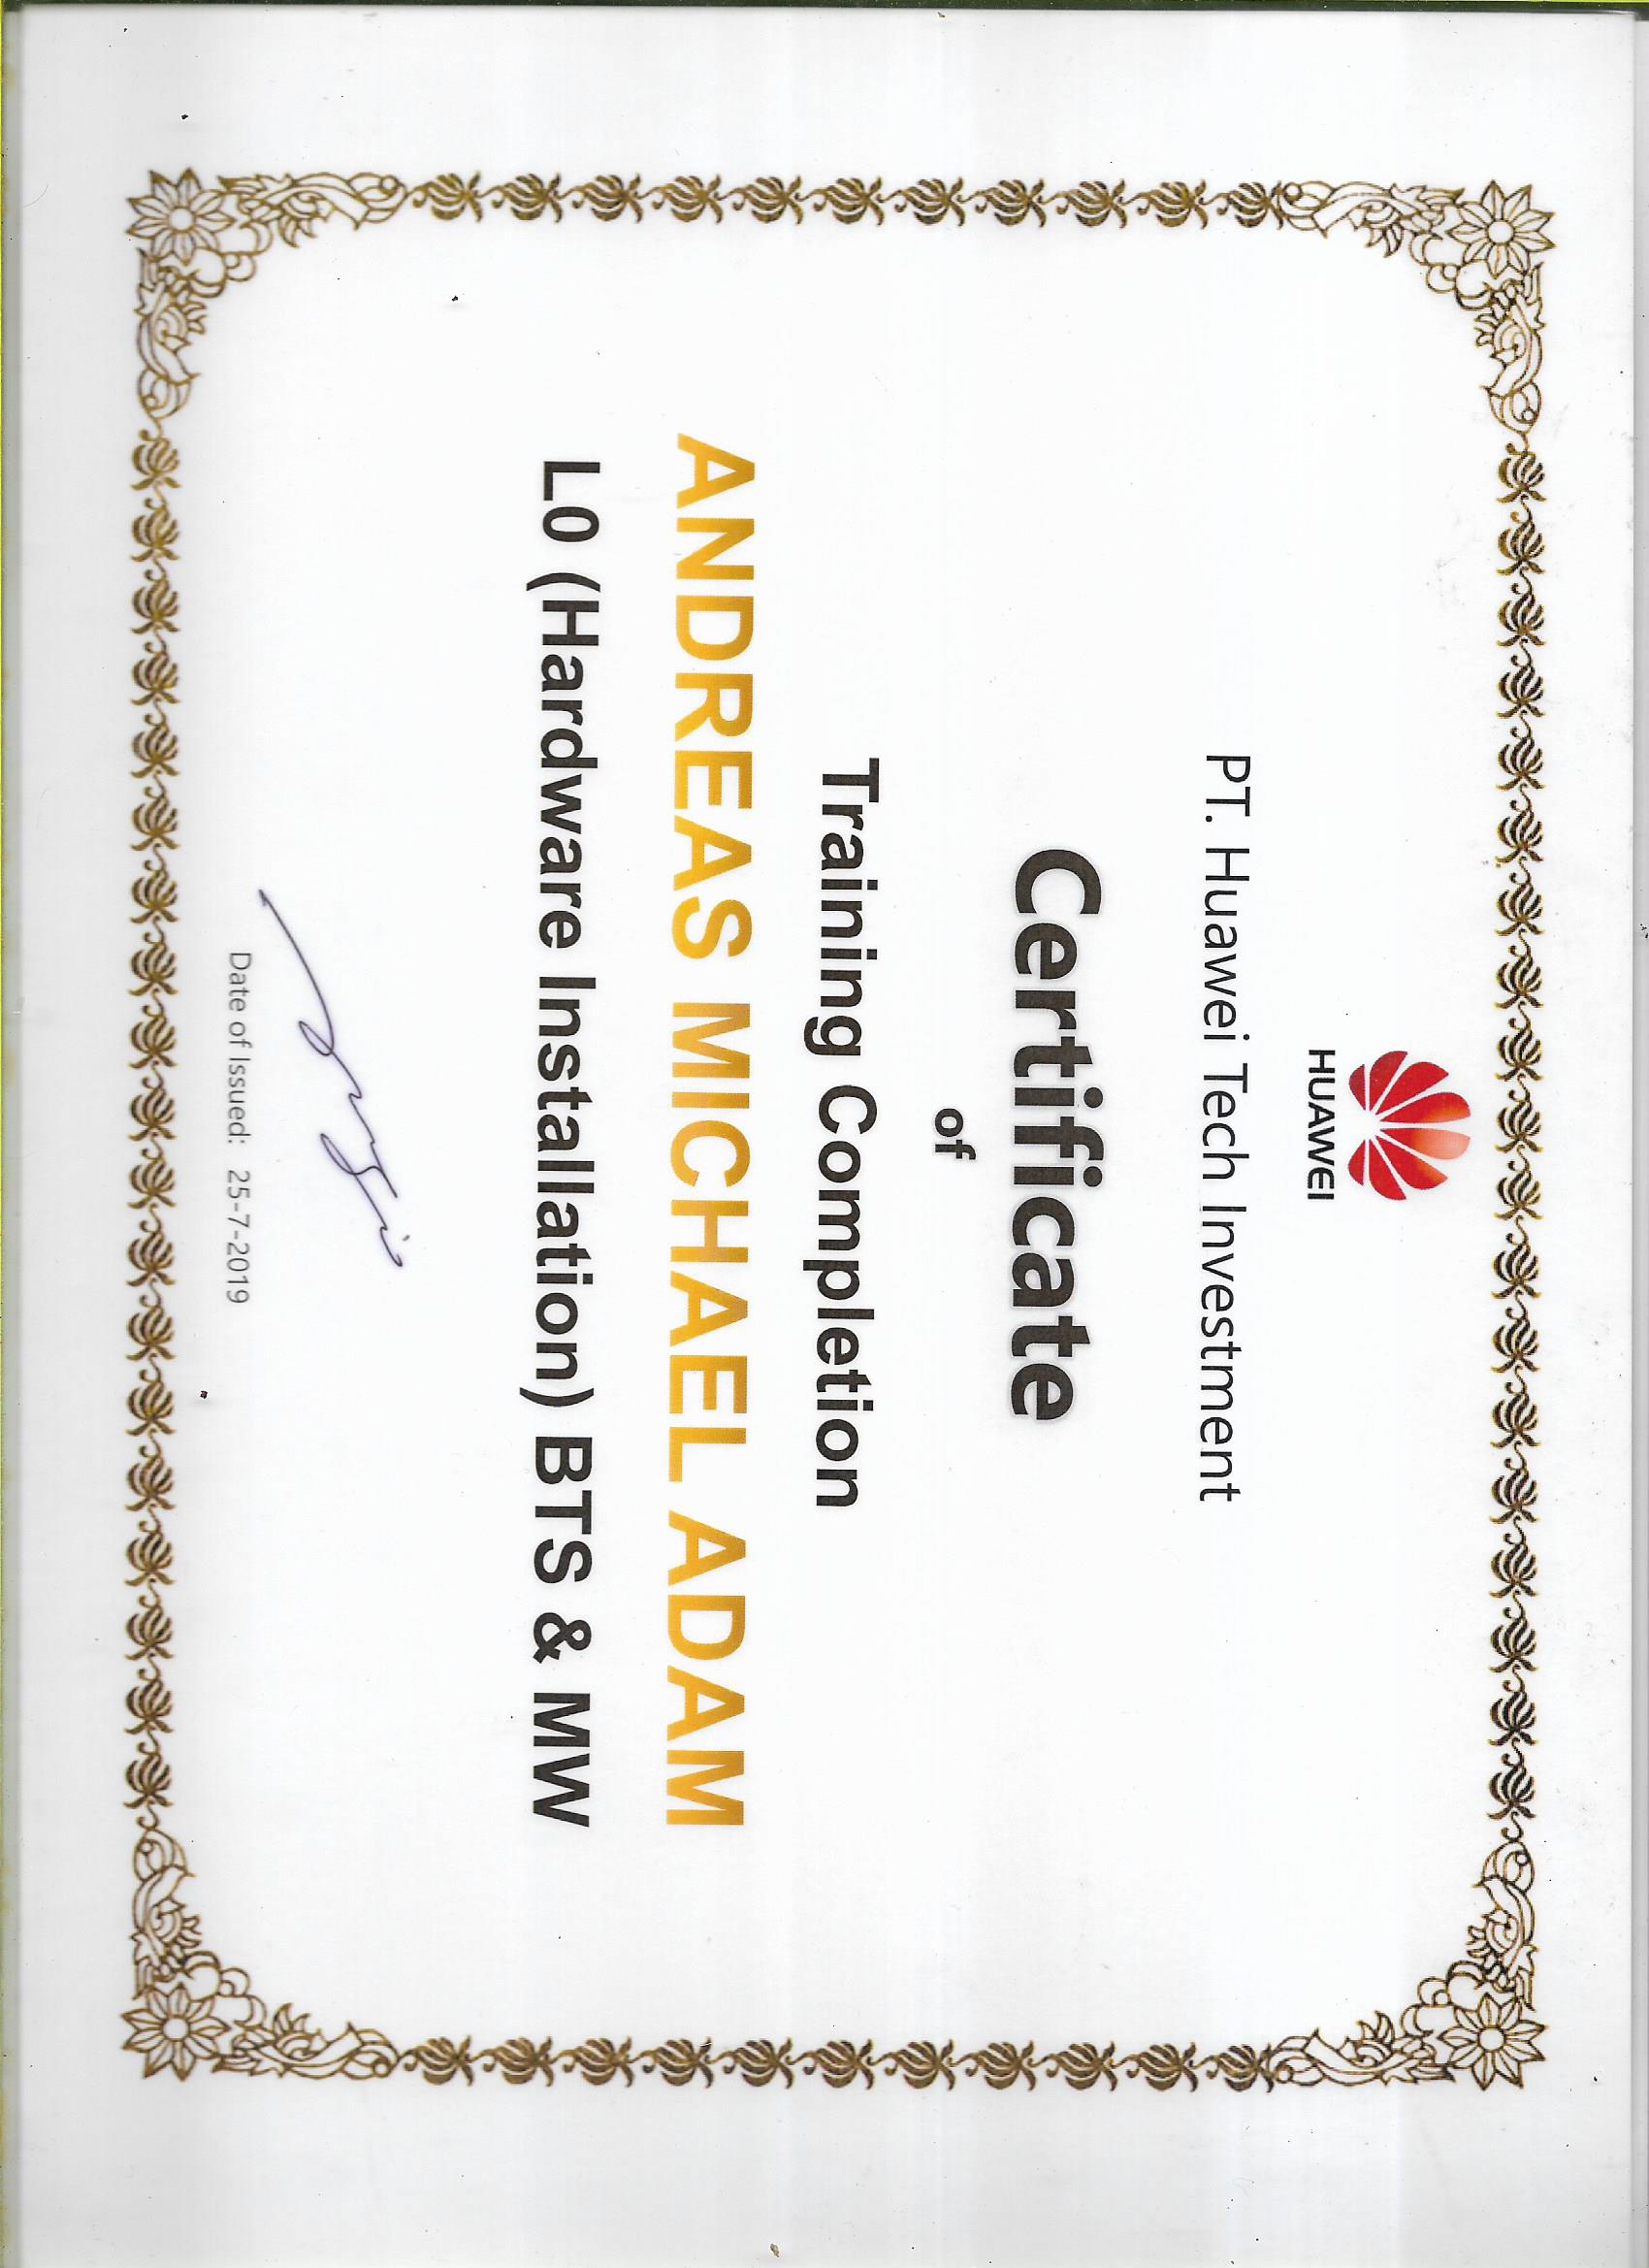 HUAWEI
PT. Huawei Tech Investment
Certificate
of
Training Completion
ANDREAS MICHAEL ADAM
L0 (Hardware Installation) BTS & MW
Date of Issued: 25-7-2019